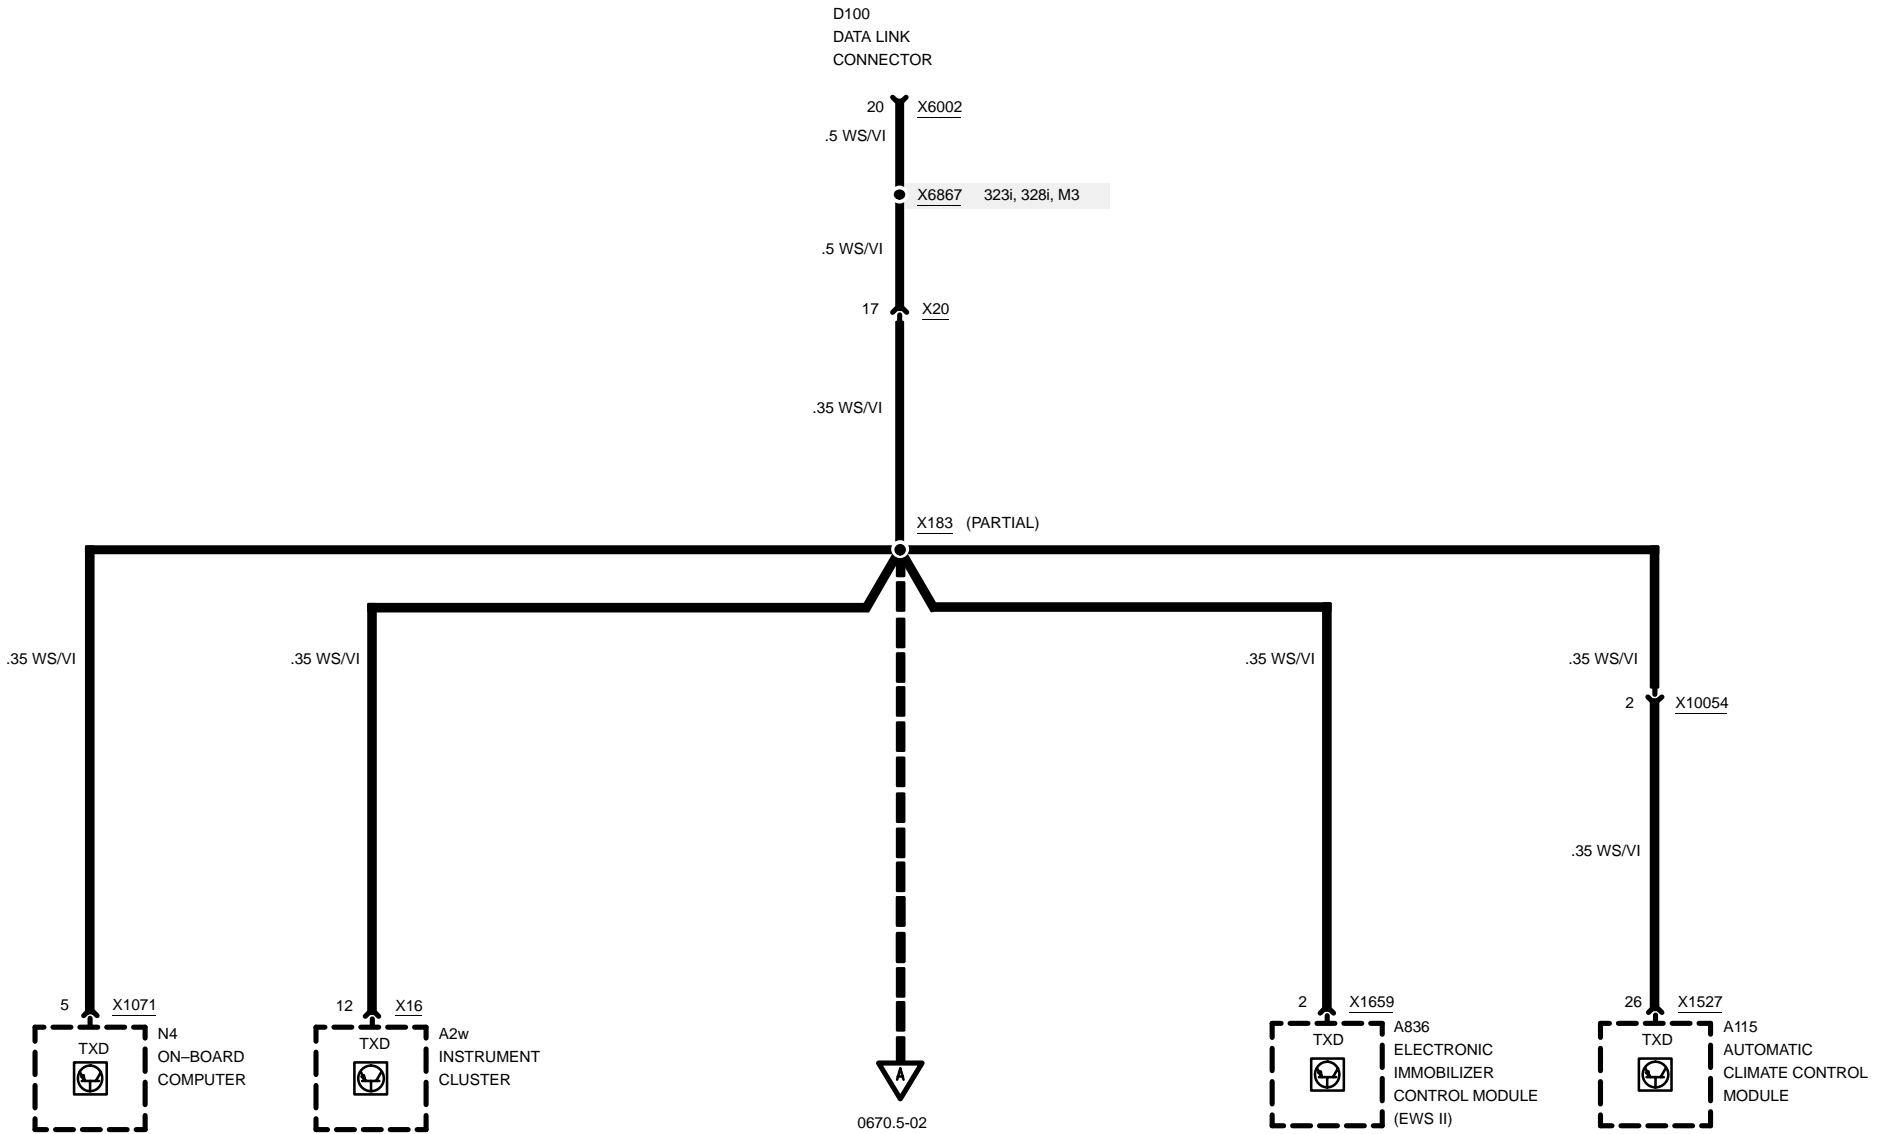 D100
DATA LINK
CONNECTOR
20 X6002
.5 WS/VI
X6867 323i, 328i, M3
.5 WS/VI
17 X20
.35 WS/VI
X183 (PARTIAL)
.35 WS/VI .35 WS/VI .35 WS/VI .35 WS/VI
2 X10054
.35 WS/VI
5 X1071
TXD
N4
ON–BOARD
COMPUTER
12 X16
TXD
A2w
INSTRUMENT
CLUSTER
A
0670.5-02
2 X1659
TXD
A836
ELECTRONIC
IMMOBILIZER
CONTROL MODULE
(EWS II)
26 X1527
TXD
A115
AUTOMATIC
CLIMATE CONTROL
MODULE